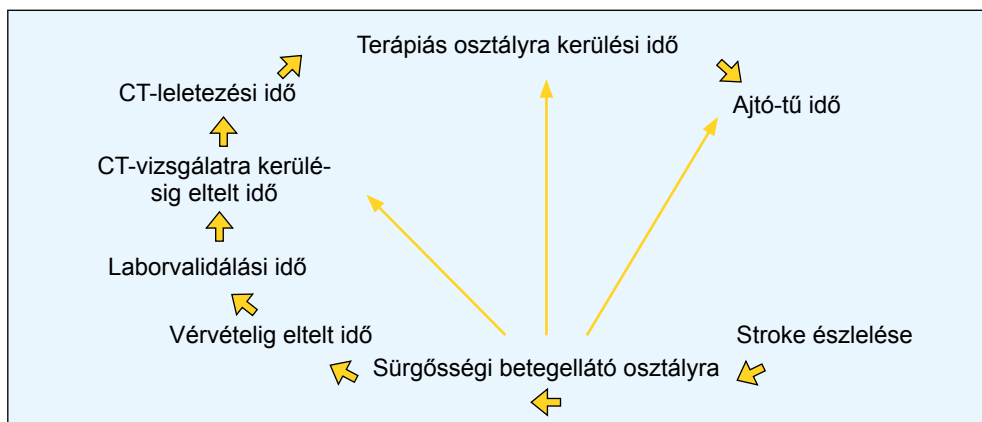 Terápiás osztályra kerülési idő
CT-leletezési idő
Ajtó-tű idő
CT-vizsgálatra kerülé-
sig eltelt idő
Laborvalidálási idő
Vérvételig eltelt idő
Stroke észlelése
Sürgősségi betegellátó osztályra